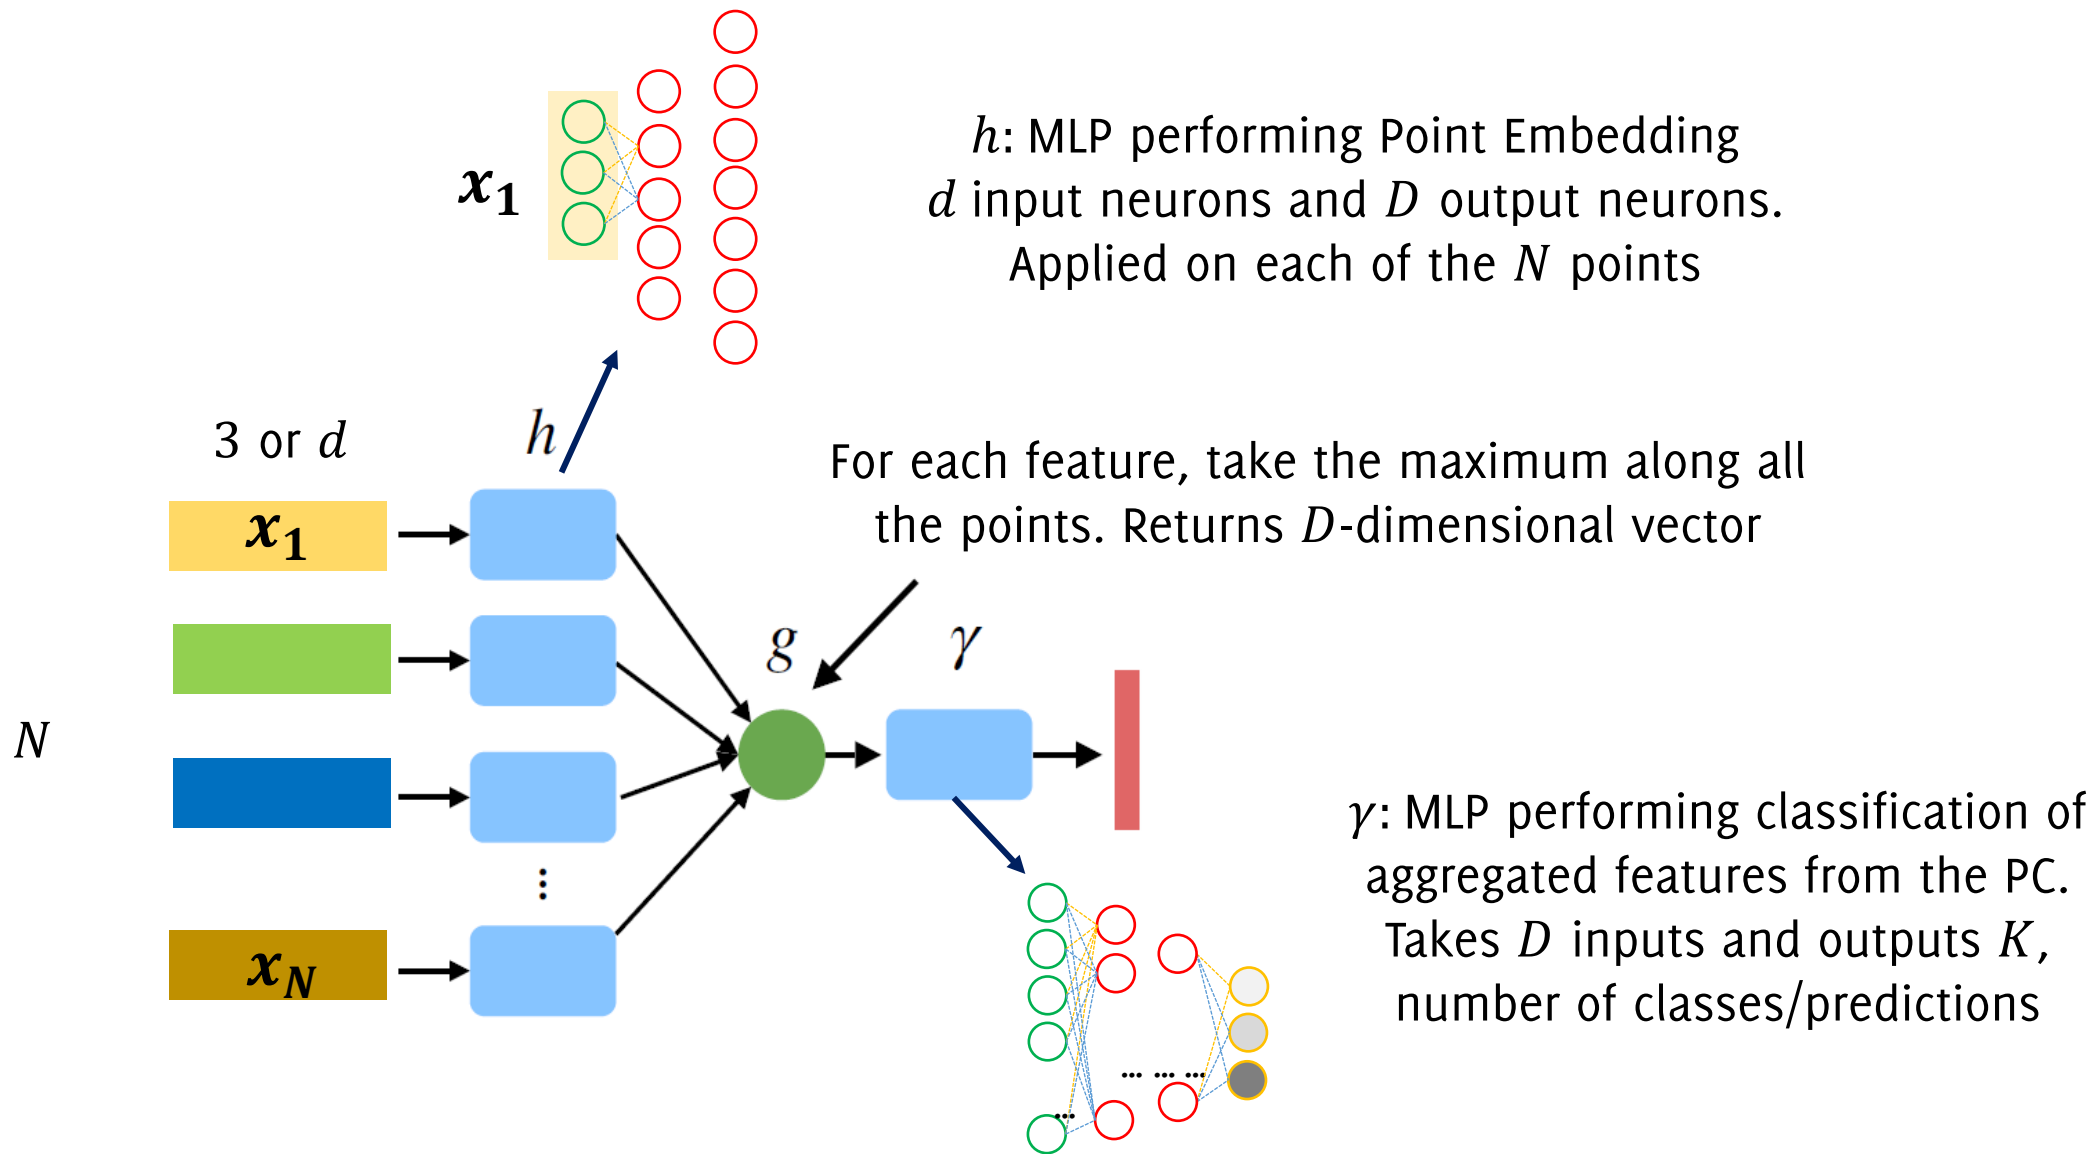 x₁
h: MLP performing Point Embedding
d input neurons and D output neurons.
Applied on each of the N points
3 or d
h
For each feature, take the maximum along all
the points. Returns D-dimensional vector
x₁
g
γ
N
γ: MLP performing classification of
aggregated features from the PC.
Takes D inputs and outputs K,
number of classes/predictions
x_N